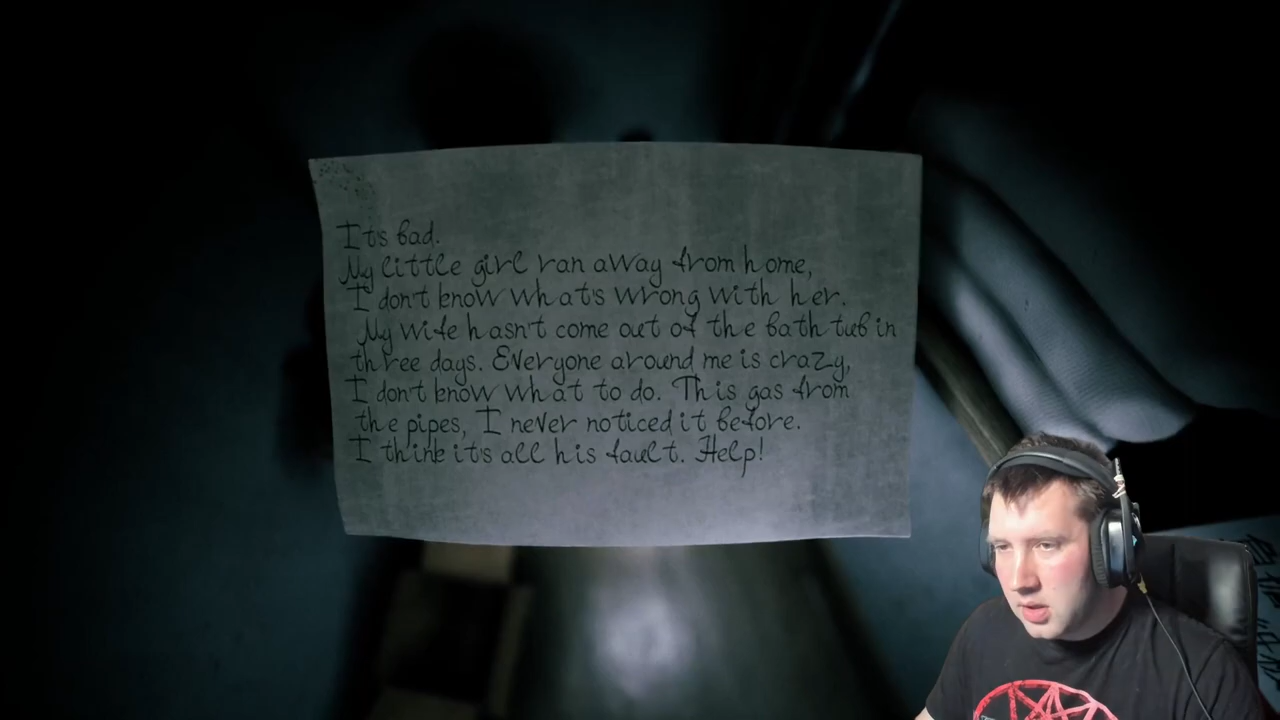 It's bad.
My little girl ran away from home,
I don't know what's wrong with her.
My wife hasn't come out of the bath tub in
three days. Everyone around me is crazy,
I don't know what to do. This gas from
the pipes, I never noticed it before.
I think it's all his fault. Help!